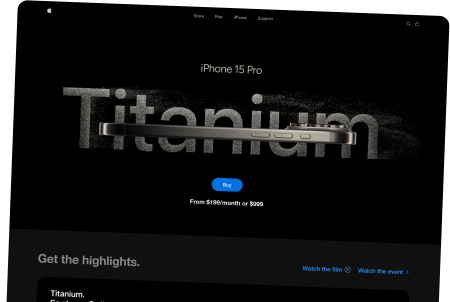 Store Mac iPhone Support
iPhone 15 Pro
Titanium
Buy
From $199/month or $999
Get the highlights.
Watch the film
Watch the event
Titanium.